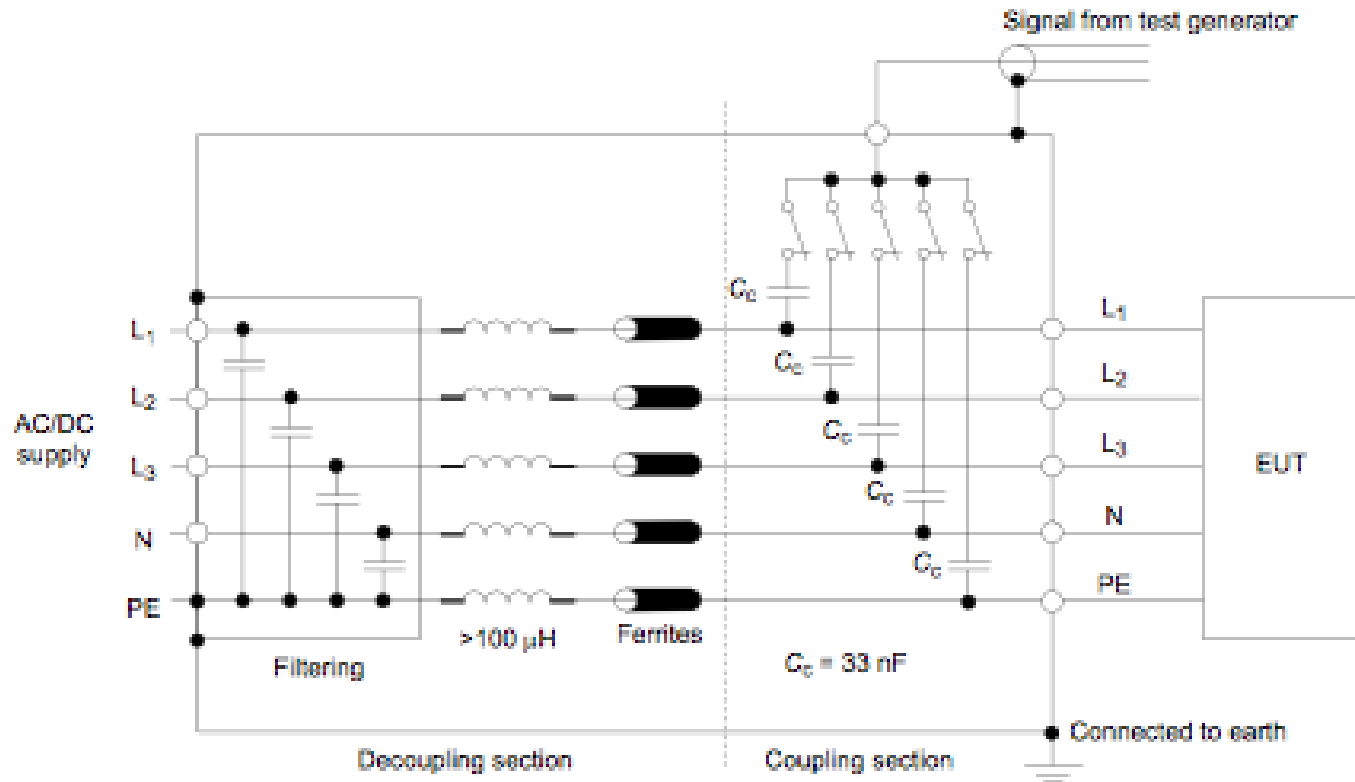 Signal from test generator
L1
L2
L3
N
PE
AC/DC
supply
Cc
Cc
Cc
Cc
Cc
L1
L2
L3
N
PE
EUT
>100 μH
Ferrites
Filtering
Cc = 33 nF
Decoupling section
Coupling section
Connected to earth